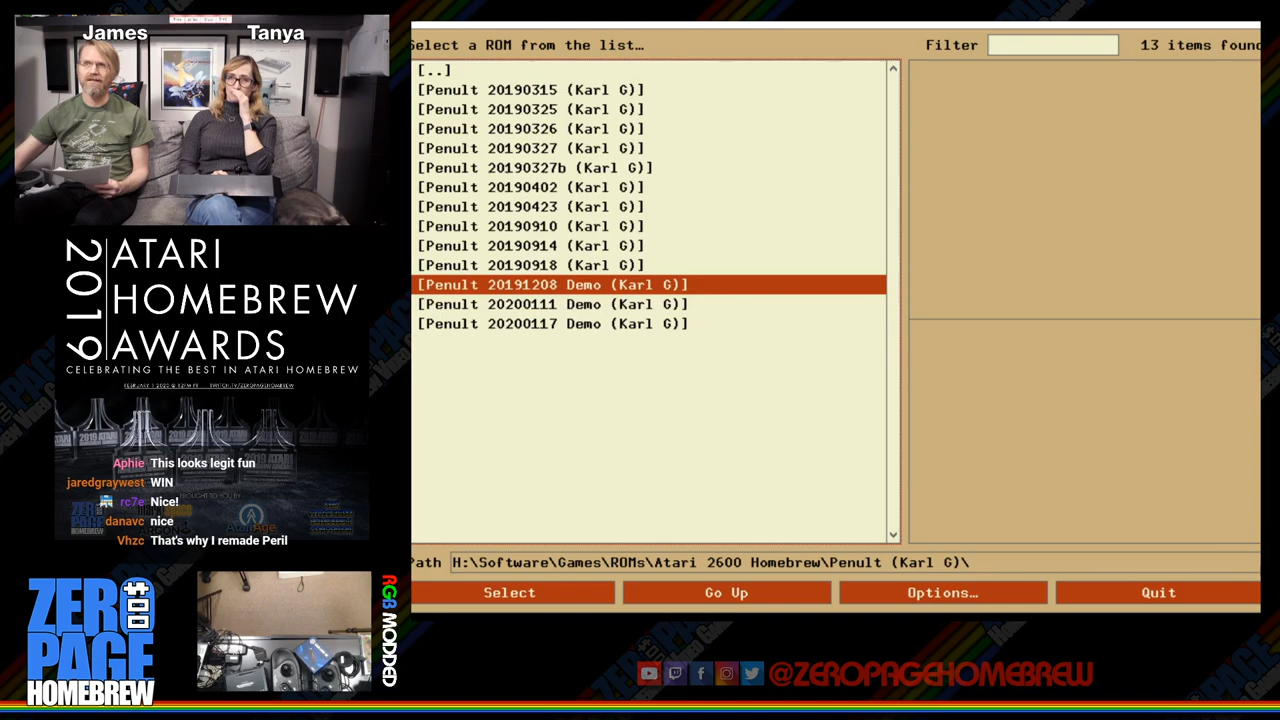 James
Tanya
2019
ATARI
HOMEBREW
AWARDS
CELEBRATING THE BEST IN ATARI HOMEBREW
TWITCH.TV/ZEROPAGEHOMEBREW
Aphie This looks legit fun
jaredgraywest WIN
rc7e Nice!
danavc nice
Vhzc That's why I remade Peril
ZERO
PAGE
HOMEBREW
RGB MODDED
Select a ROM from the list…
Filter
13 items found
[..]
[Penult 20190315 (Karl G)]
[Penult 20190325 (Karl G)]
[Penult 20190326 (Karl G)]
[Penult 20190327 (Karl G)]
[Penult 20190327b (Karl G)]
[Penult 20190402 (Karl G)]
[Penult 20190423 (Karl G)]
[Penult 20190910 (Karl G)]
[Penult 20190914 (Karl G)]
[Penult 20190918 (Karl G)]
[Penult 20191208 Demo (Karl G)]
[Penult 20200111 Demo (Karl G)]
[Penult 20200117 Demo (Karl G)]
Path H:\Software\Games\ROMs\Atari 2600 Homebrew\Penult (Karl G)\
Select
Go Up
Options…
Quit
@ZEROPAGEHOMEBREW